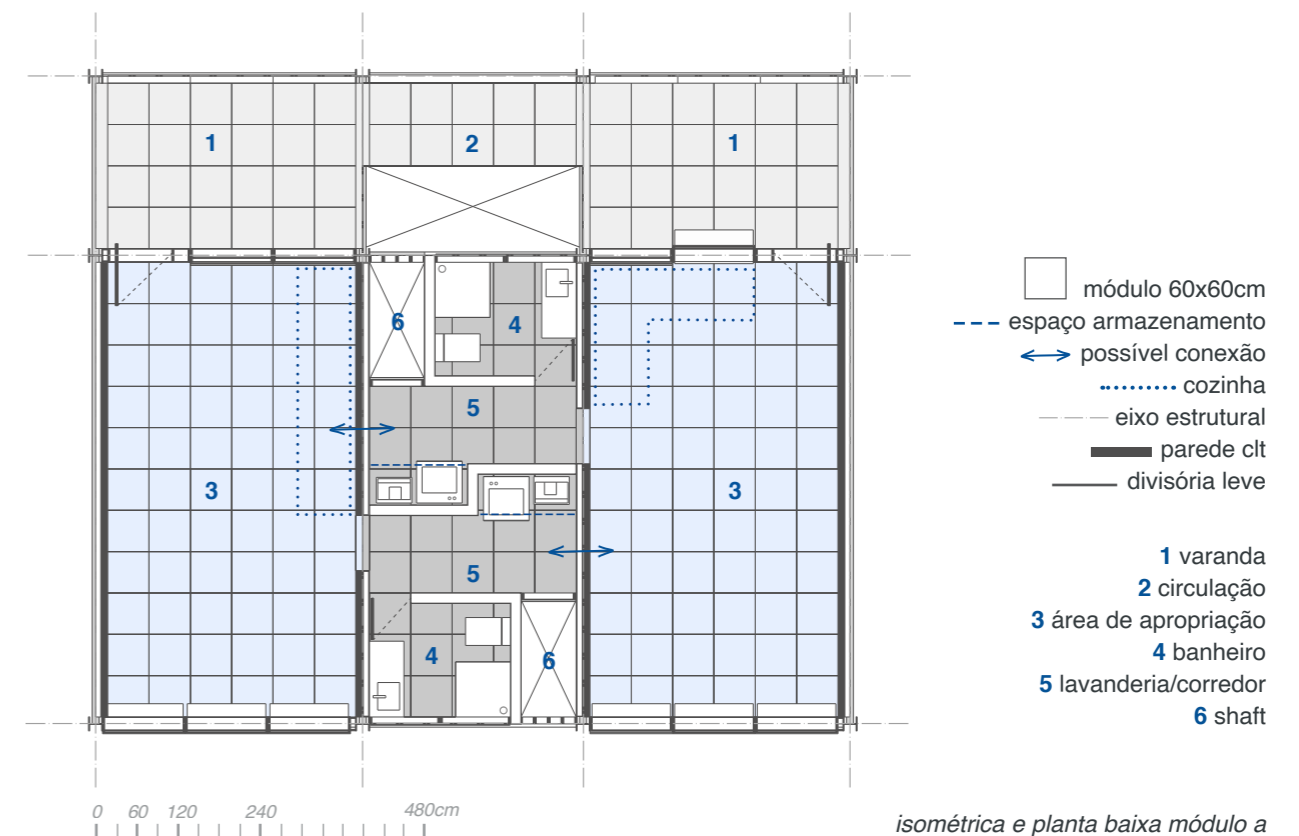 1 2 1
6 4
5
3 3
5
4 6
módulo 60x60cm
espaço armazenamento
possível conexão
cozinha
eixo estrutural
parede clt
divisória leve
1 varanda
2 circulação
3 área de apropriação
4 banheiro
5 lavanderia/corredor
6 shaft
0 60 120 240 480cm
isométrica e planta baixa módulo a